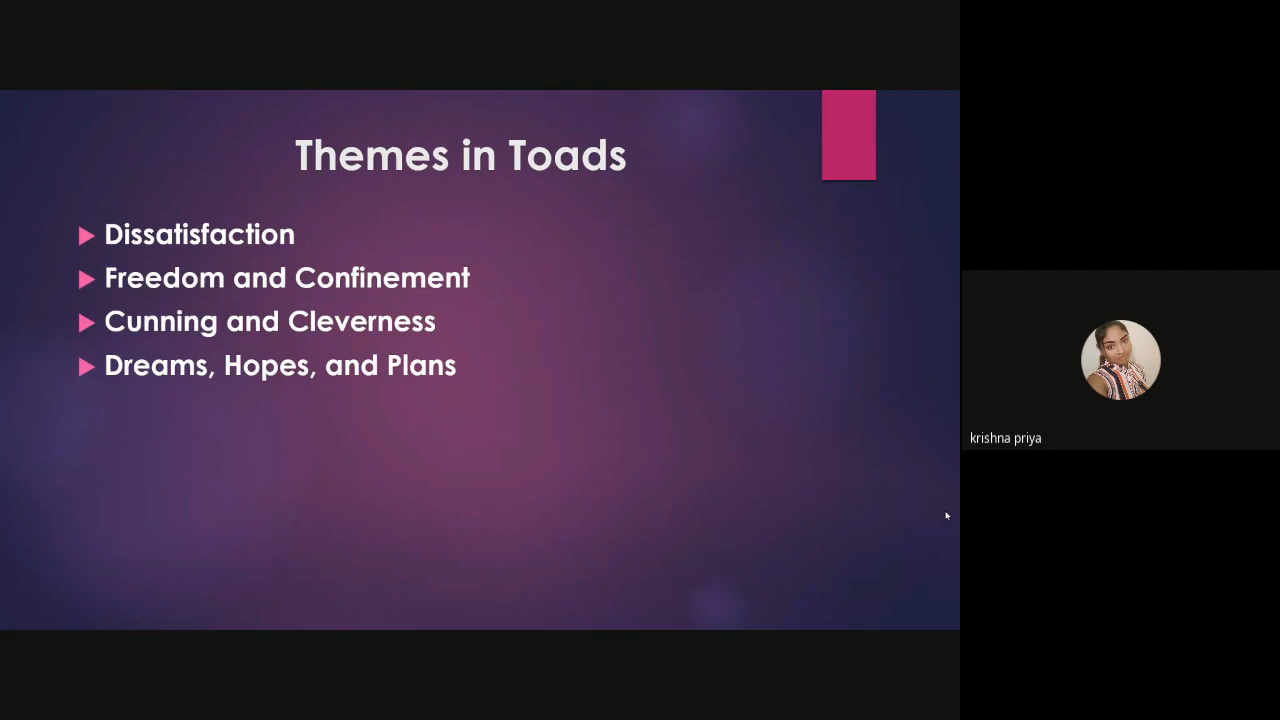 Themes in Toads
Dissatisfaction
Freedom and Confinement
Cunning and Cleverness
Dreams, Hopes, and Plans
krishna priya